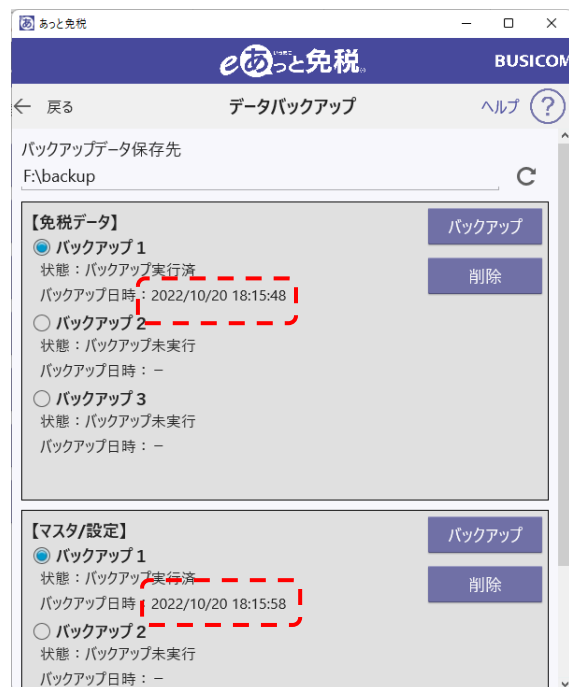 あっと免税
eあっと免税
BUSICOM
← 戻る
データバックアップ
ヘルプ ?
バックアップデータ保存先
F:\backup
【免税データ】
バックアップ
バックアップ 1
状態：バックアップ実行済
削除
バックアップ日時：2022/10/20 18:15:48
バックアップ 2
状態：バックアップ未実行
バックアップ日時：－
バックアップ 3
状態：バックアップ未実行
バックアップ日時：－
【マスタ/設定】
バックアップ
バックアップ 1
状態：バックアップ実行済
削除
バックアップ日時：2022/10/20 18:15:58
バックアップ 2
状態：バックアップ未実行
バックアップ日時：－